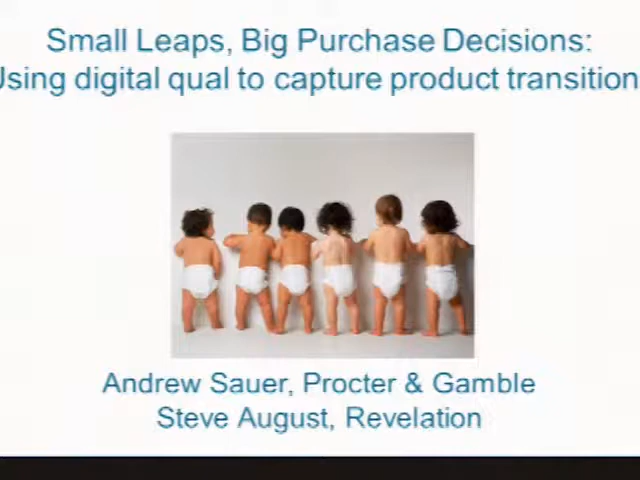 Small Leaps, Big Purchase Decisions:
Using digital qual to capture product transition
Andrew Sauer, Procter & Gamble
Steve August, Revelation